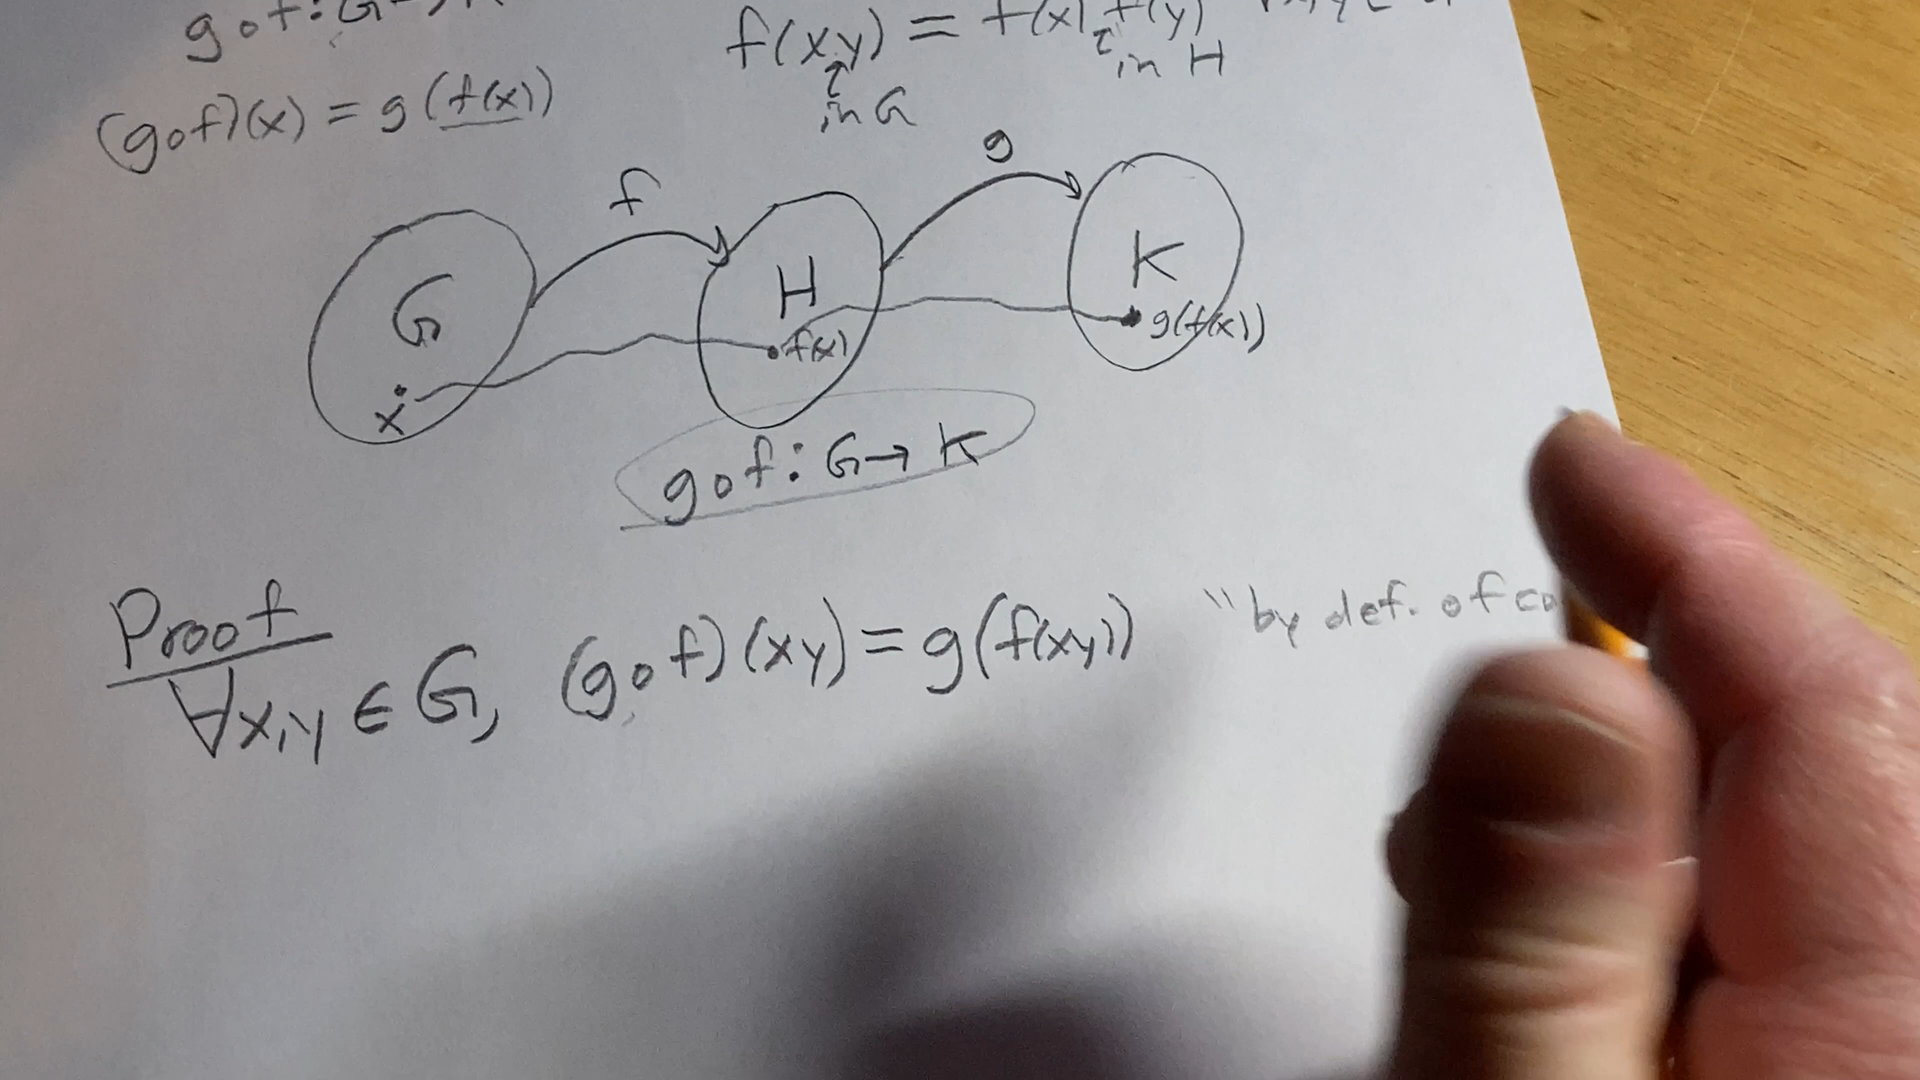 g∘f: G→K
f(xy) = f(x) f(y)
in G
in H
(g∘f)(x) = g(f(x))
f
g
G
H
K
x
f(x)
g(f(x))
g∘f: G→K
Proof
∀x,y ∈ G, (g∘f)(xy) = g(f(xy)) "by def. of co